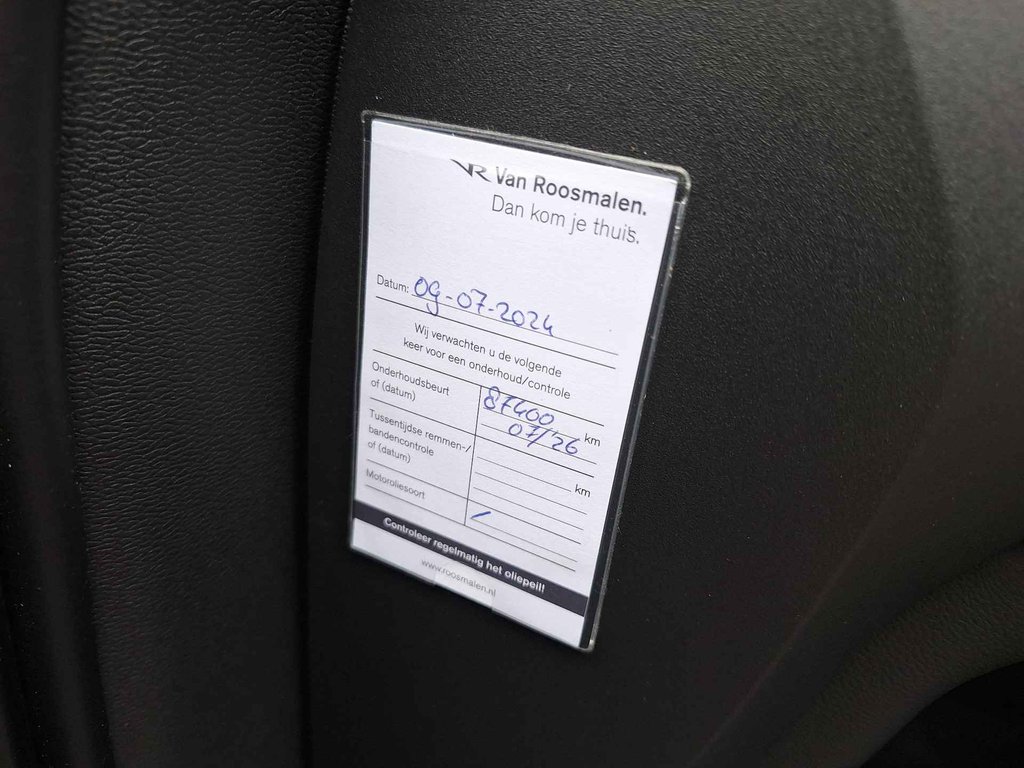 VR Van Roosmalen.
Dan kom je thuis.
Datum: 09-07-2024
Wij verwachten u de volgende
keer voor een onderhoud/controle
Onderhoudsbeurt 87400 km
of (datum) 07/26
Tussentijdse remmen-/
bandencontrole km
of (datum)
Motoroliesoort /
Controleer regelmatig het oliepeil!
www.roosmalen.nl